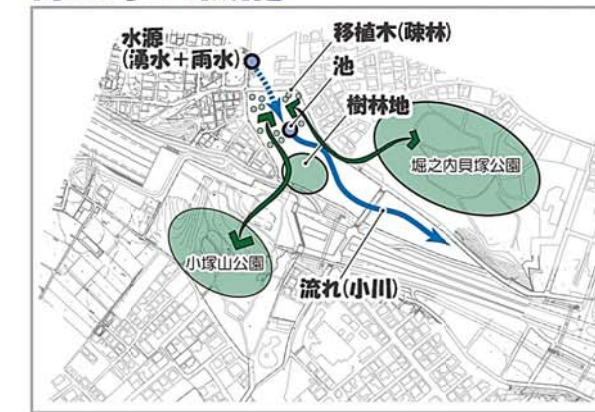 水源
(湧水＋雨水)
移植木(疎林)
池
樹林地
堀之内貝塚公園
小塚山公園
流れ(小川)